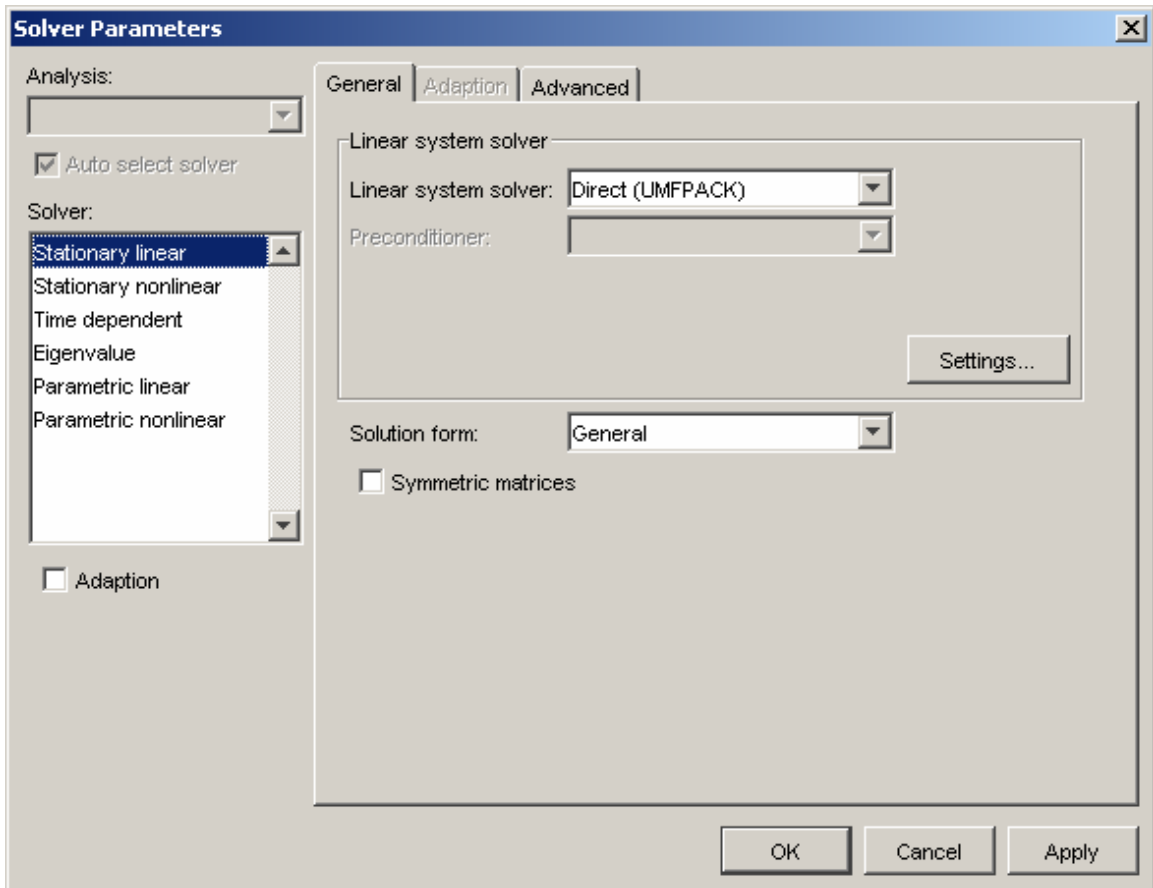 Solver Parameters
Analysis:
Auto select solver
Solver:
Stationary linear
Stationary nonlinear
Time dependent
Eigenvalue
Parametric linear
Parametric nonlinear
Adaption
General Adaption Advanced
Linear system solver
Linear system solver: Direct (UMFPACK)
Preconditioner:
Settings...
Solution form: General
Symmetric matrices
OK Cancel Apply